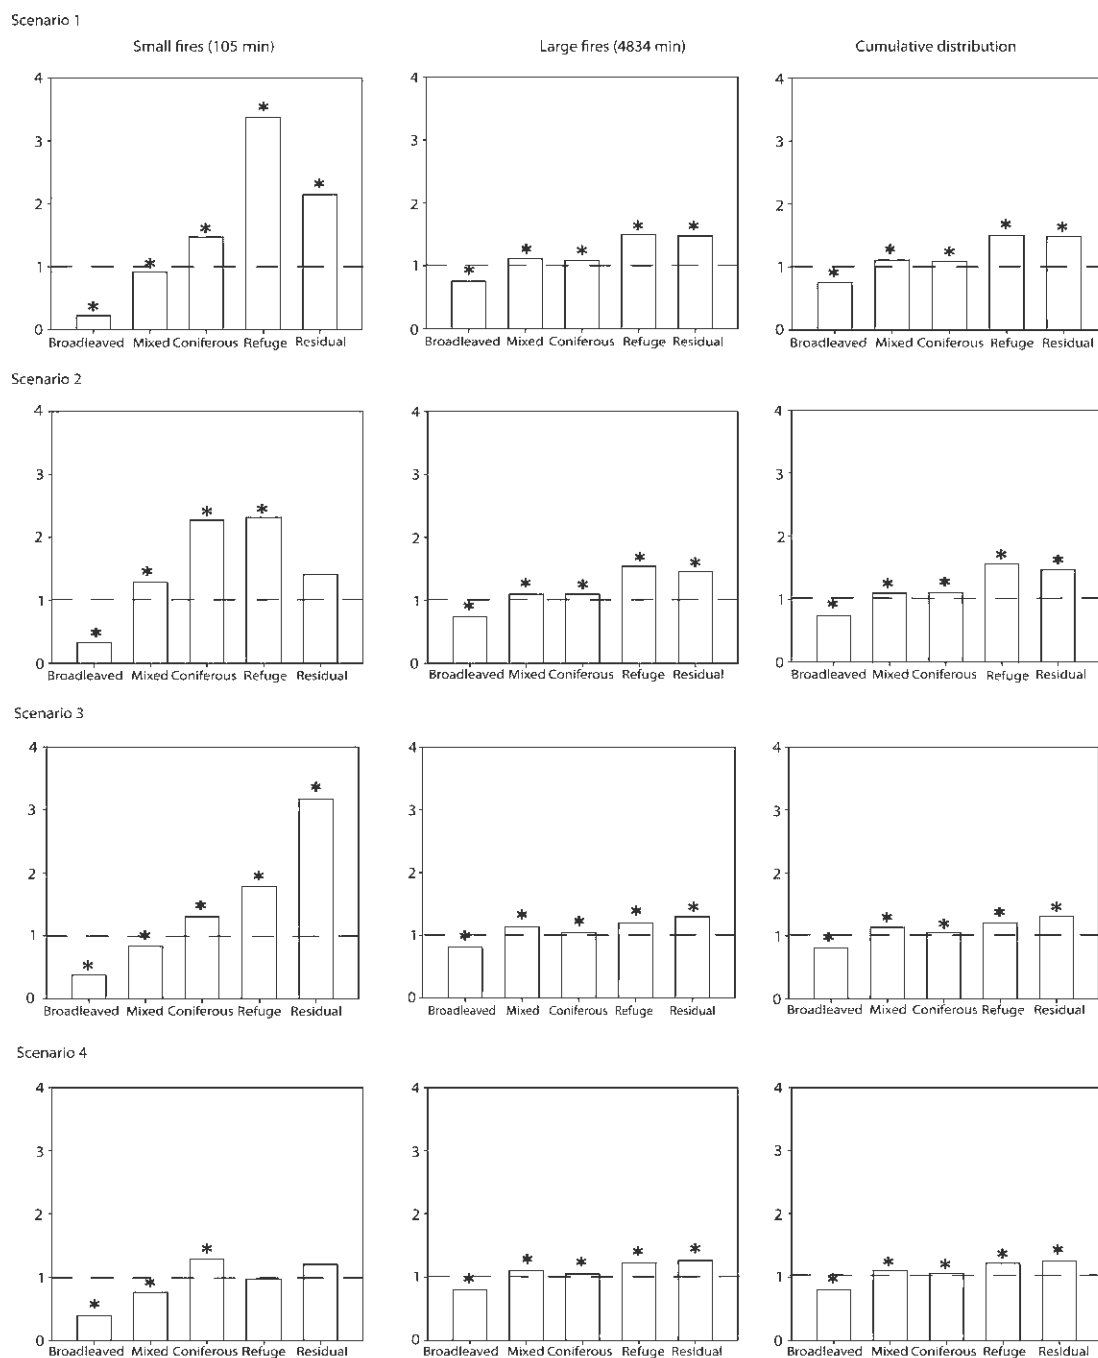 Scenario 1
Small fires (105 min) Large fires (4834 min) Cumulative distribution
4 4 4
* 
3 3 3
*
2 * 2 * * 2 * *
* * * * *
1 1 * 1 *
*
0 0 0
Broadleaved Mixed Coniferous Refuge Residual Broadleaved Mixed Coniferous Refuge Residual Broadleaved Mixed Coniferous Refuge Residual
Scenario 2
4 4 4
3 3 3
* *
2 2 2
* * * * *
* * * *
1 1 * 1 *
*
0 0 0
Broadleaved Mixed Coniferous Refuge Residual Broadleaved Mixed Coniferous Refuge Residual Broadleaved Mixed Coniferous Refuge Residual
Scenario 3
4 4 4
*
3 3 3
2 * 2 2
* * * * * * * * *
1 * 1 * 1 *
*
0 0 0
Broadleaved Mixed Coniferous Refuge Residual Broadleaved Mixed Coniferous Refuge Residual Broadleaved Mixed Coniferous Refuge Residual
Scenario 4
4 4 4
3 3 3
2 2 2
* * * * * * * * *
1 * 1 * 1 *
*
0 0 0
Broadleaved Mixed Coniferous Refuge Residual Broadleaved Mixed Coniferous Refuge Residual Broadleaved Mixed Coniferous Refuge Residual